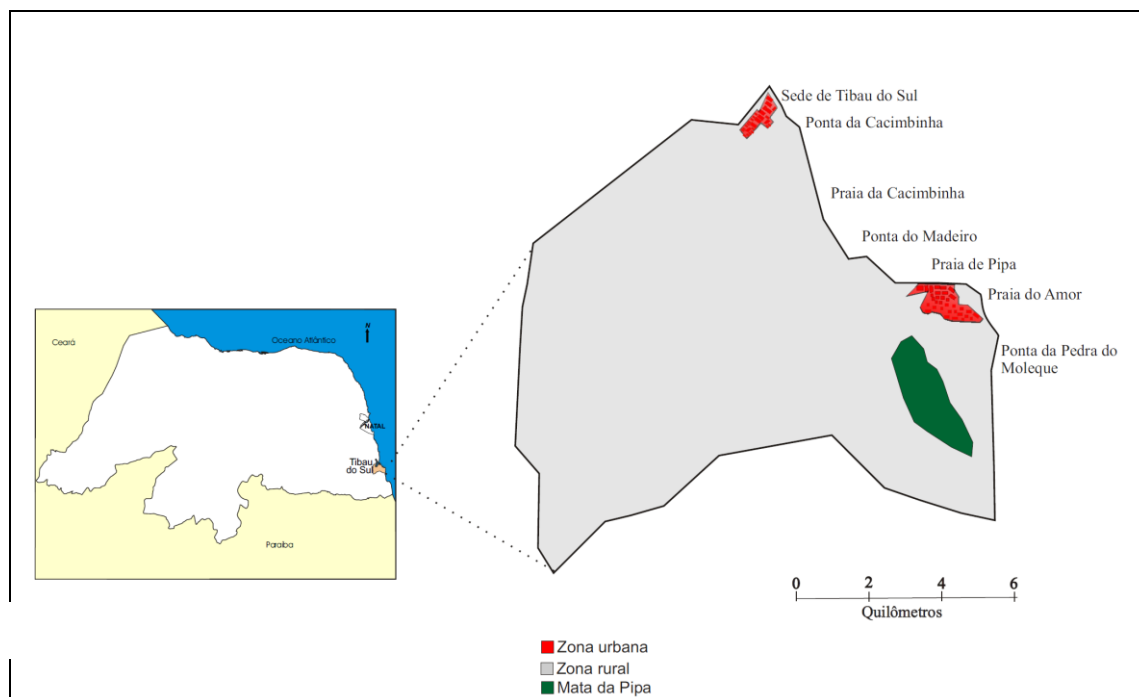 Sede de Tibau do Sul
Ponta da Cacimbinha
Praia da Cacimbinha
Ponta do Madeiro
Praia de Pipa
Praia do Amor
Ponta da Pedra do
Moleque
Ceará
Oceano Atlântico
N
NATAL
Tibau
do Sul
Paraíba
0 2 4 6
Quilômetros
Zona urbana
Zona rural
Mata da Pipa